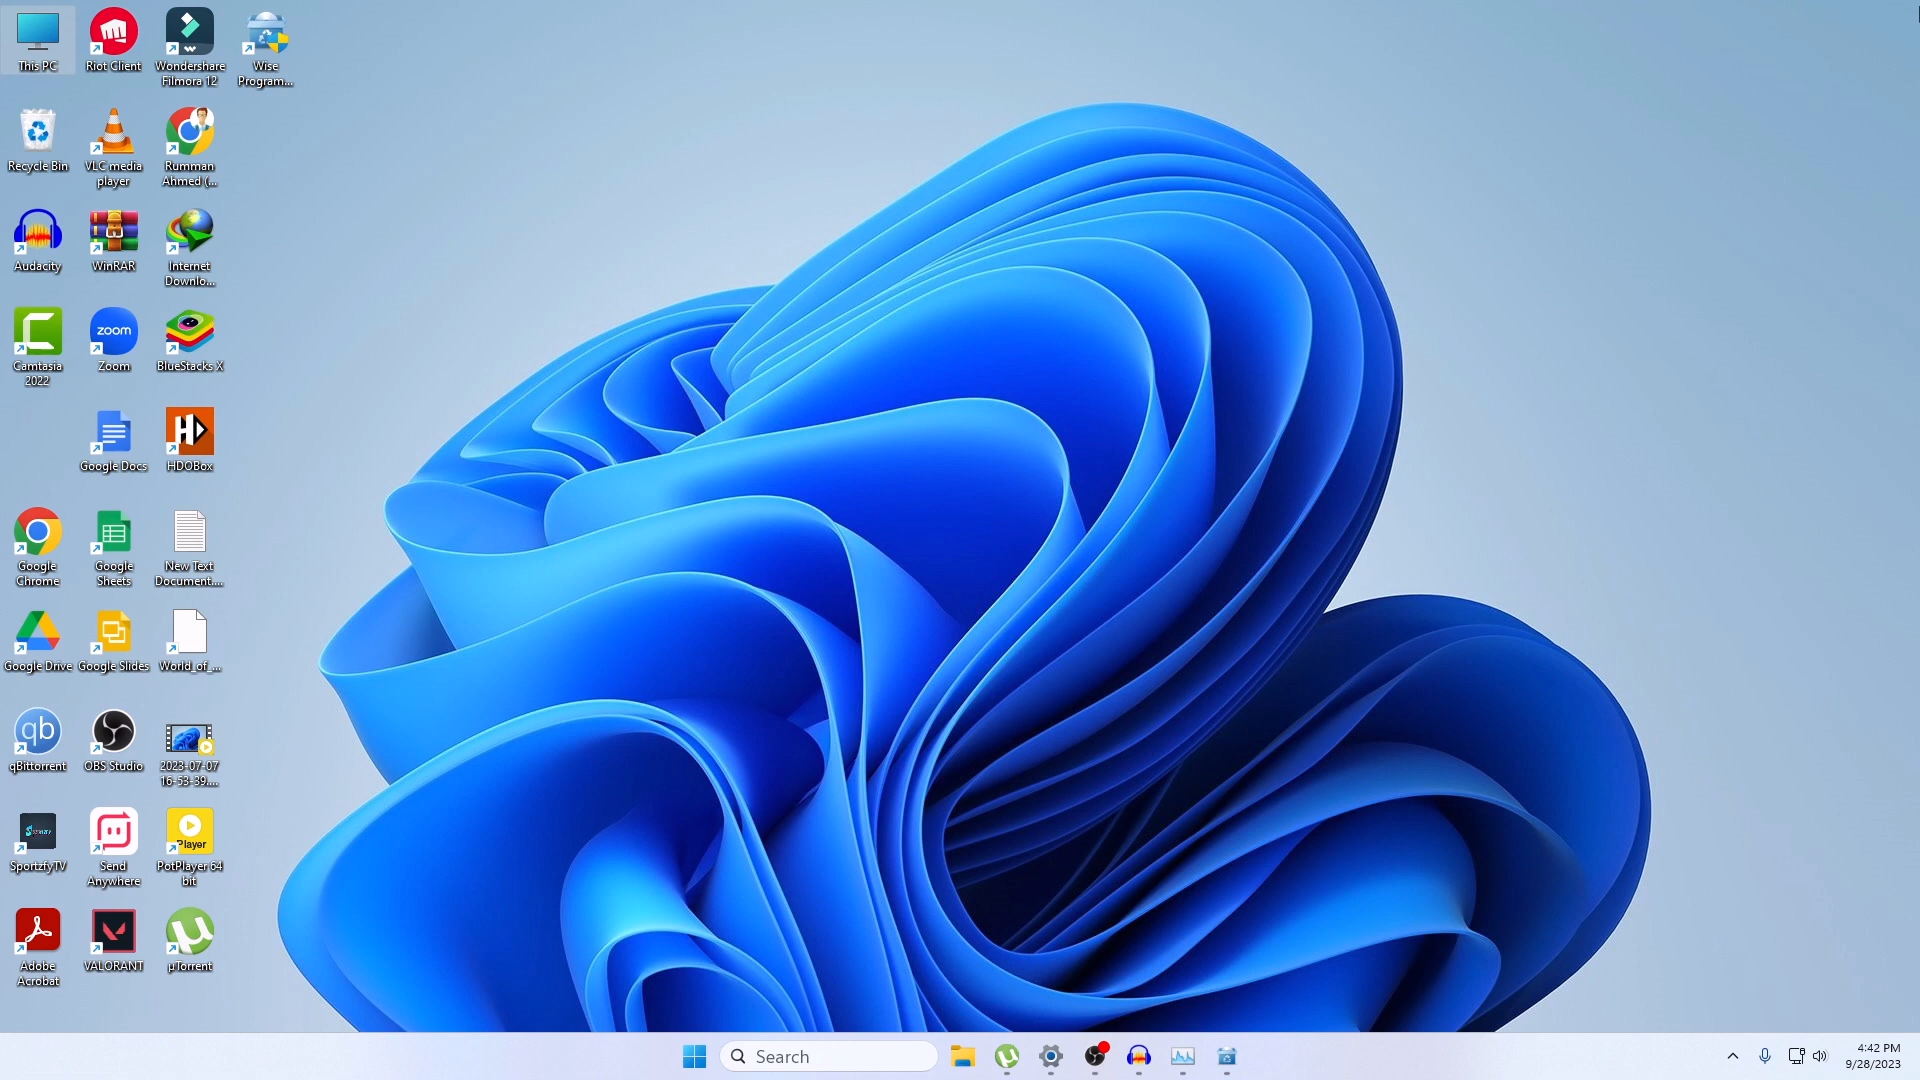 This PC
Riot Client
Wondershare
Filmora 12
Wise
Program...
Recycle Bin
VLC media
player
Rumman
Ahmed (...
Audacity
WinRAR
Internet
Downlo...
Camtasia
2022
zoom
Zoom
BlueStacks X
Google Docs
HDOBox
Google
Chrome
Google
Sheets
New Text
Document....
Google Drive
Google Slides
World_of_...
qb
qBittorrent
OBS Studio
2023-07-07
16-53-39....
SportzfyTV
Send
Anywhere
Player
PotPlayer 64
bit
Adobe
Acrobat
VALORANT
µTorrent
Search
4:42 PM
9/28/2023